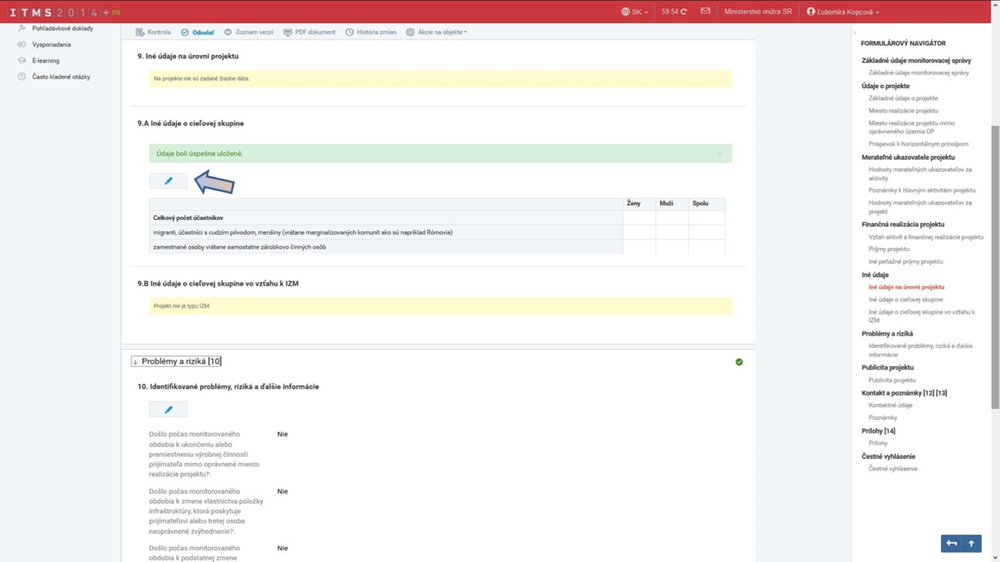 ITMS2014+ STG
SK
59:54
Ministerstvo vnútra SR
Ľubomíra Kopcová
Pohľadávkové doklady
Vysporiadania
E-learning
Často kladené otázky
Kontrola
Odoslať
Zoznam verzií
PDF dokument
História zmien
Akcie na objekte
9. Iné údaje na úrovni projektu
Na projekte nie sú zadané žiadne dáta.
9.A Iné údaje o cieľovej skupine
Údaje boli úspešne uložené.
×
Ženy Muži Spolu
Celkový počet účastníkov
migranti, účastníci s cudzím pôvodom, menšiny (vrátane marginalizovaných komunít ako sú napríklad Rómovia)
zamestnané osoby vrátane samostatne zárobkovo činných osôb
9.B Iné údaje o cieľovej skupine vo vzťahu k IZM
Projekt nie je typu IZM.
Problémy a riziká [10]
10. Identifikované problémy, riziká a ďalšie informácie
Došlo počas monitorovaného
obdobia k ukončeniu alebo
premiestneniu výrobnej činnosti
prijímateľa mimo oprávnené miesto
realizácie projektu?:
Nie
Došlo počas monitorovaného
obdobia k zmene vlastníctva položky
infraštruktúry, ktorá poskytuje
prijímateľovi alebo tretej osobe
neoprávnené zvýhodnenie?:
Nie
Došlo počas monitorovaného
obdobia k podstatnej zmene
Nie
»
FORMULÁROVÝ NAVIGÁTOR
Základné údaje monitorovacej správy
Základné údaje monitorovacej správy
Údaje o projekte
Základné údaje o projekte
Miesto realizácie projektu
Miesto realizácie projektu mimo
oprávneného územia OP
Príspevok k horizontálnym princípom
Merateľné ukazovatele projektu
Hodnoty merateľných ukazovateľov za
aktivity
Poznámky k hlavným aktivitám projektu
Hodnoty merateľných ukazovateľov za
projekt
Finančná realizácia projektu
Vzťah aktivít a finančnej realizácie projektu
Príjmy projektu
Iné peňažné príjmy projektu
Iné údaje
Iné údaje na úrovni projektu
Iné údaje o cieľovej skupine
Iné údaje o cieľovej skupine vo vzťahu k
IZM
Problémy a riziká
Identifikované problémy, riziká a ďalšie
informácie
Publicita projektu
Publicita projektu
Kontakt a poznámky [12] [13]
Kontaktné údaje
Poznámky
Prílohy [14]
Prílohy
Čestné vyhlásenie
Čestné vyhlásenie